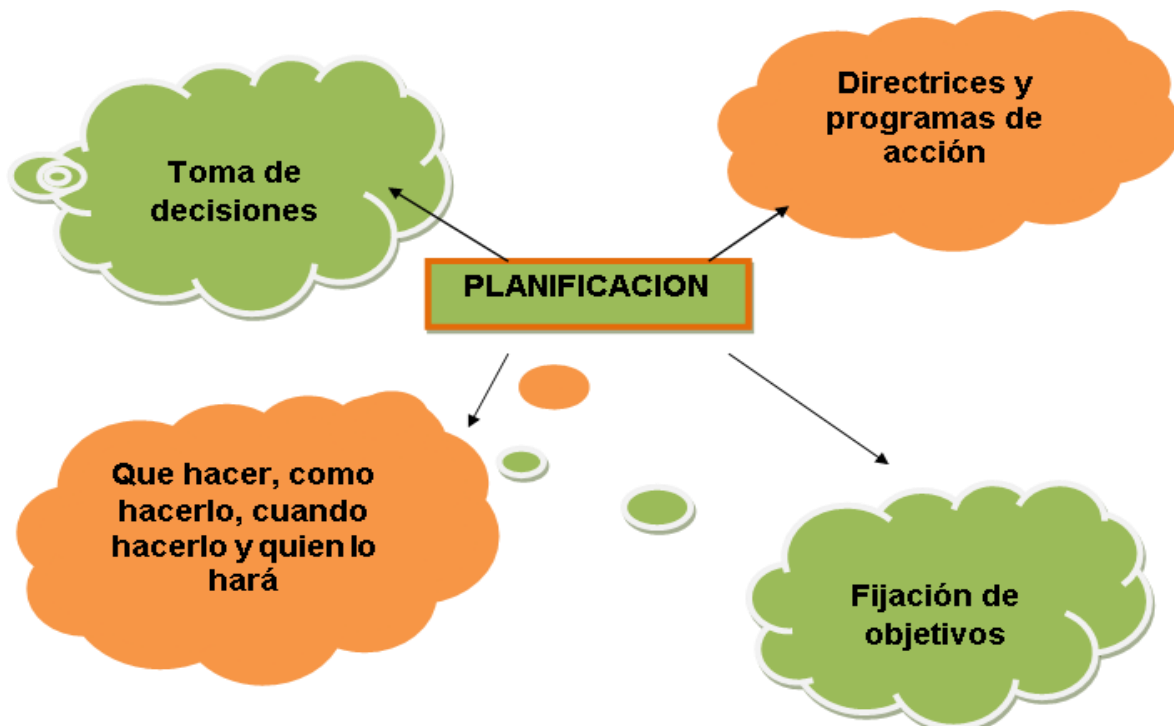 Toma de
decisiones
Directrices y
programas de
acción
PLANIFICACION
Que hacer, como
hacerlo, cuando
hacerlo y quien lo
hará
Fijación de
objetivos